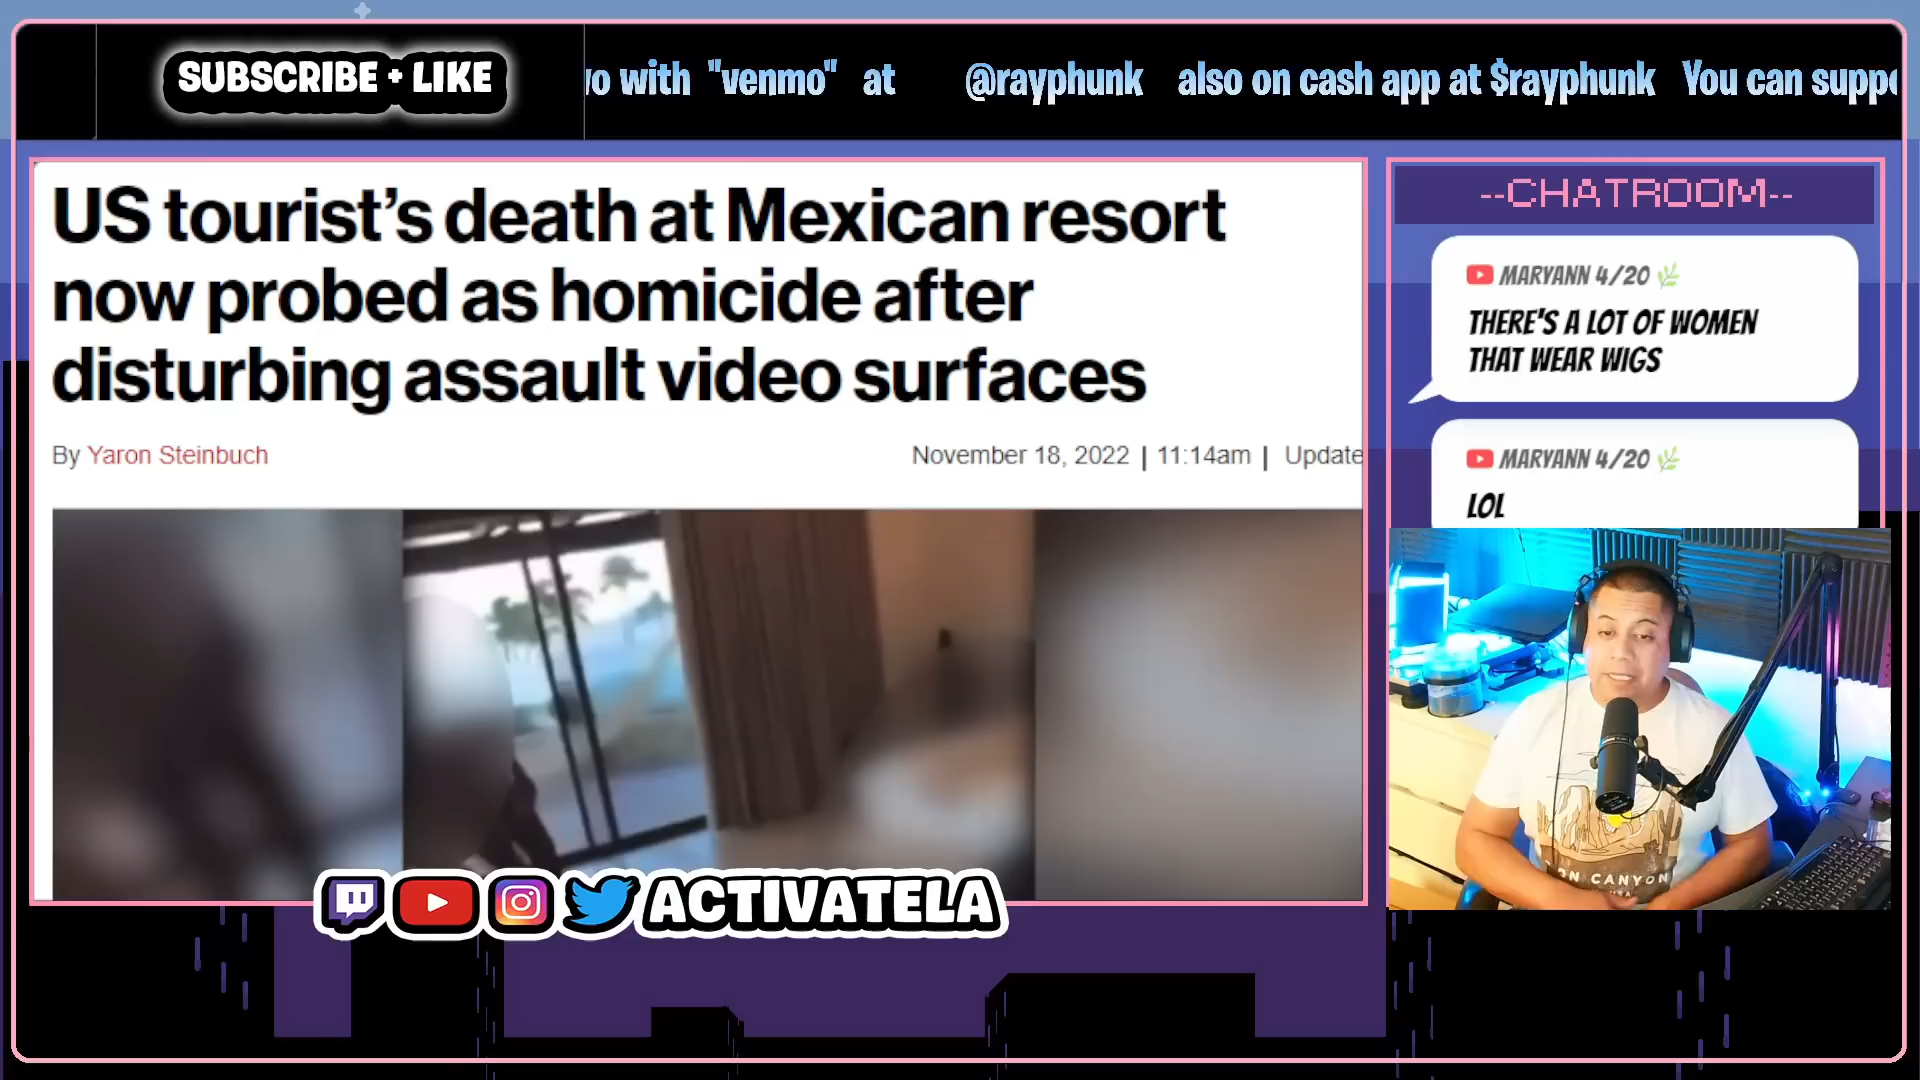 SUBSCRIBE + LIKE
with "venmo" at @rayphunk also on cash app at $rayphunk You can
US tourist's death at Mexican resort
now probed as homicide after
disturbing assault video surfaces
By Yaron Steinbuch
November 18, 2022 | 11:14am | Update
--CHATROOM--
MARYANN 4/20
THERE'S A LOT OF WOMEN
THAT WEAR WIGS
MARYANN 4/20
LOL
ON CANYON
ACTIVATELA